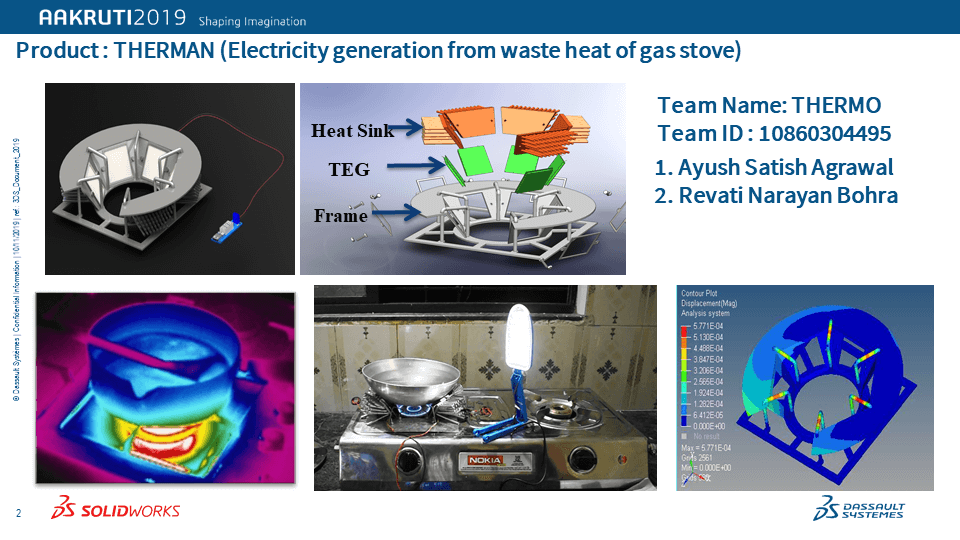 AAKRUTI2019 Shaping Imagination
Product : THERMAN (Electricity generation from waste heat of gas stove)
© Dassault Systèmes | Confidential Information | 10/11/2019 | ref.: 3DS_Document_2019
Heat Sink
TEG
Frame
Team Name: THERMO
Team ID : 10860304495
1. Ayush Satish Agrawal
2. Revati Narayan Bohra
NOKIA
Contour Plot
Displacement(Mag)
Analysis system
5.771E-04
5.130E-04
4.488E-04
3.847E-04
3.206E-04
2.565E-04
1.924E-04
1.282E-04
6.412E-05
0.000E+00
No result
Max = 5.771E-04
Grids 2561
Min = 0.000E+00
Grids
2
3DS SOLIDWORKS
3DS DASSAULT
SYSTEMES